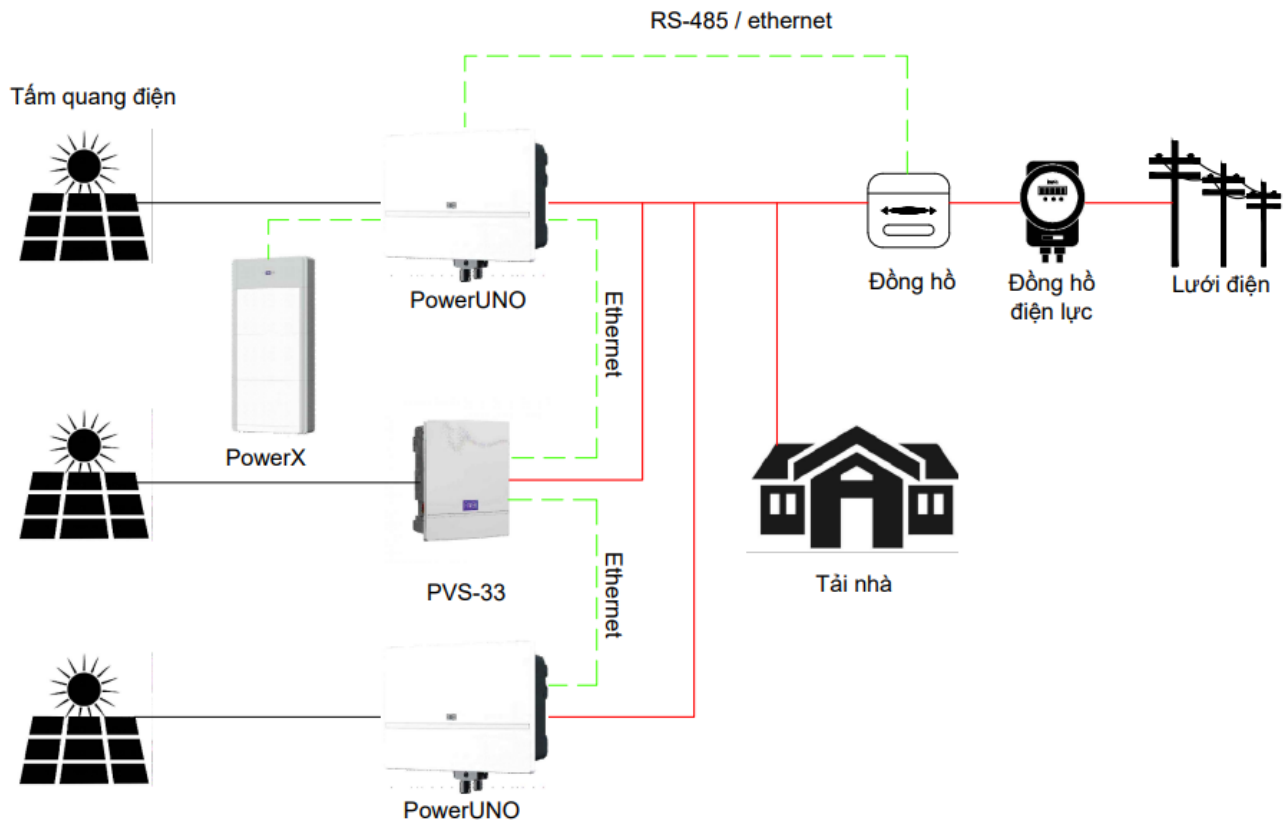 RS-485 / ethernet
Tấm quang điện
PowerUNO
Đồng hồ
Đồng hồ
điện lực
Lưới điện
Ethernet
PowerX
PVS-33
Ethernet
Tải nhà
PowerUNO